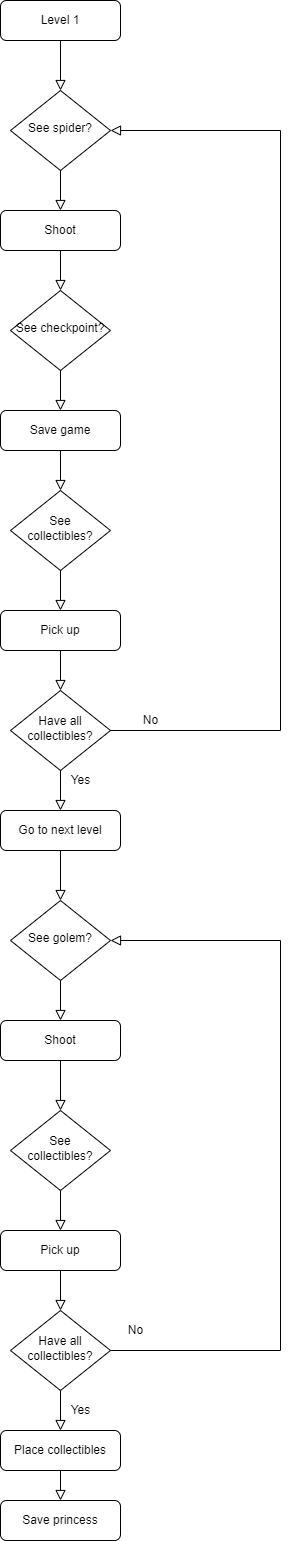 Level 1
See spider?
Shoot
See checkpoint?
Save game
See
collectibles?
Pick up
Have all
collectibles?
No
Yes
Go to next level
See golem?
Shoot
See
collectibles?
Pick up
Have all
collectibles?
No
Yes
Place collectibles
Save princess